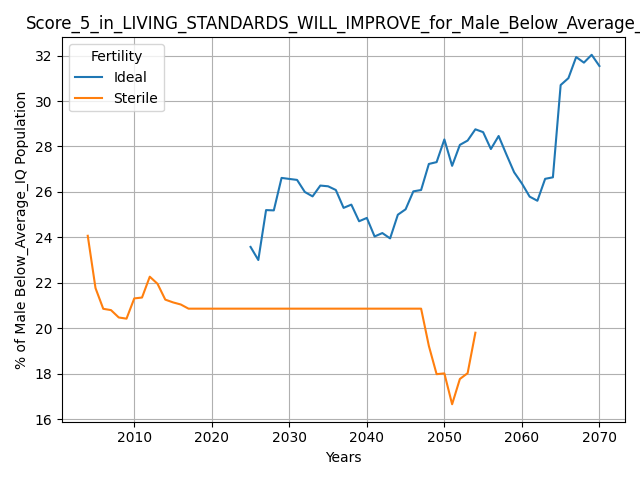 Score_5_in_LIVING_STANDARDS_WILL_IMPROVE_for_Male_Below_Average_
Fertility
Ideal
Sterile
% of Male Below_Average_IQ Population
32
30
28
26
24
22
20
18
16
2010 2020 2030 2040 2050 2060 2070
Years